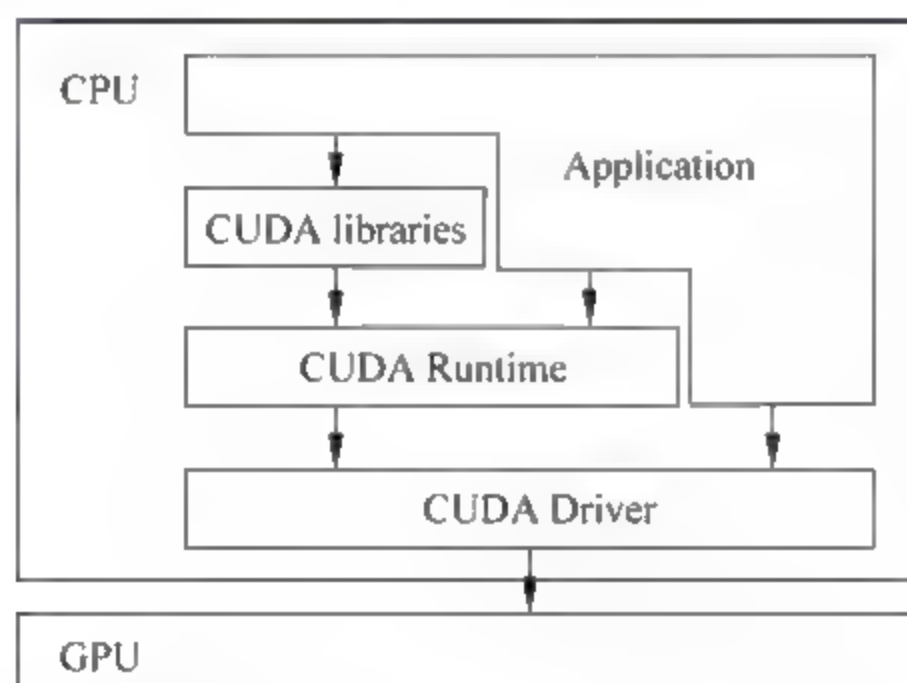 CPU
Application
CUDA libraries
CUDA Runtime
CUDA Driver
GPU